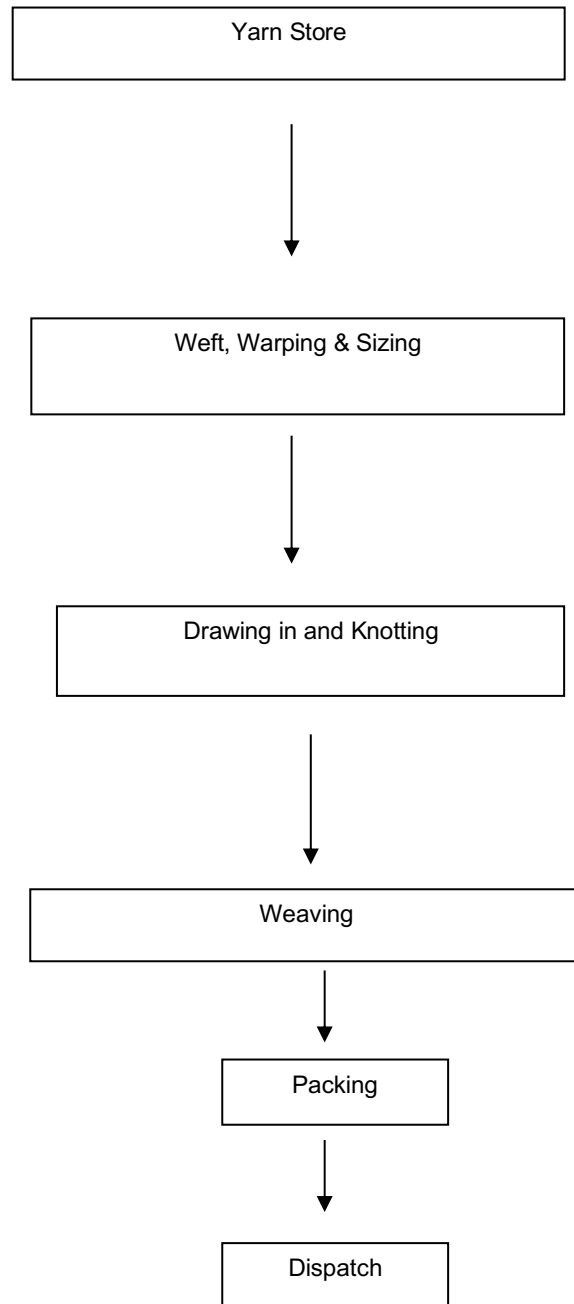 Yarn Store
Weft, Warping & Sizing
Drawing in and Knotting
Weaving
Packing
Dispatch